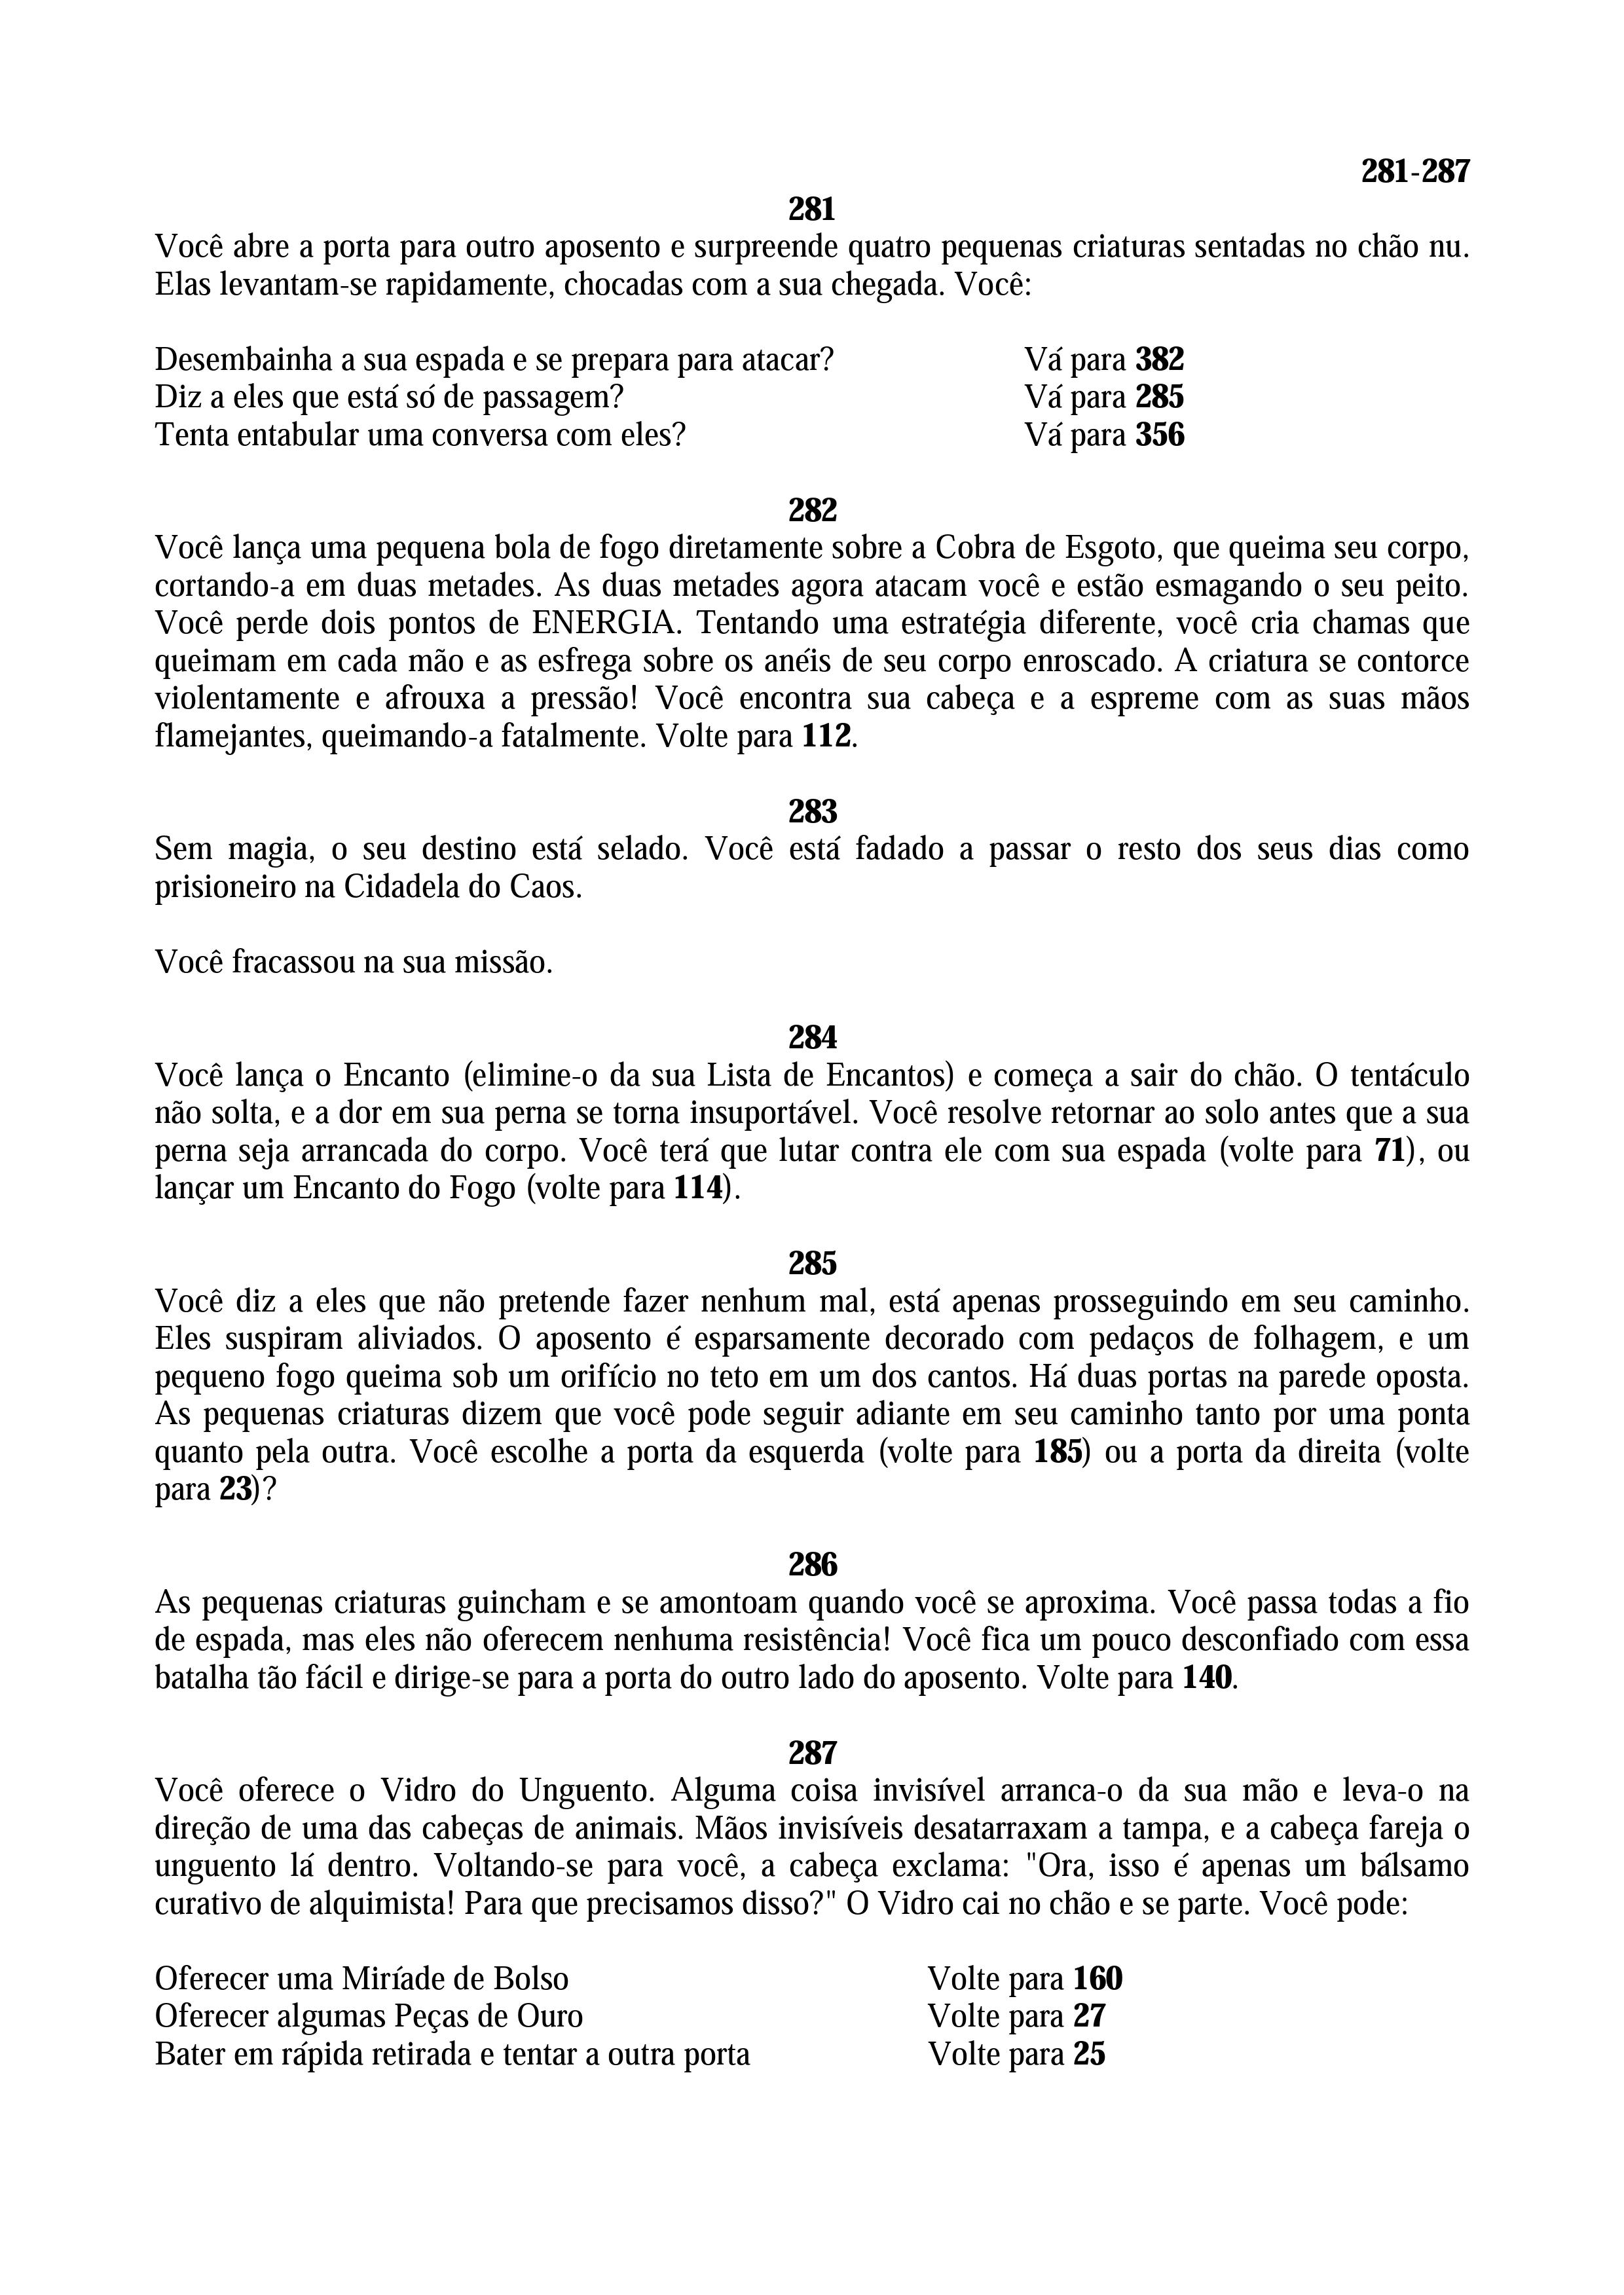 281-287
281
Você abre a porta para outro aposento e surpreende quatro pequenas criaturas sentadas no chão nu.
Elas levantam-se rapidamente, chocadas com a sua chegada. Você:
Desembainha a sua espada e se prepara para atacar? Vá para 382
Diz a eles que está só de passagem? Vá para 285
Tenta entabular uma conversa com eles? Vá para 356
282
Você lança uma pequena bola de fogo diretamente sobre a Cobra de Esgoto, que queima seu corpo,
cortando-a em duas metades. As duas metades agora atacam você e estão esmagando o seu peito.
Você perde dois pontos de ENERGIA. Tentando uma estratégia diferente, você cria chamas que
queimam em cada mão e as esfrega sobre os anéis de seu corpo enroscado. A criatura se contorce
violentamente e afrouxa a pressão! Você encontra sua cabeça e a espreme com as suas mãos
flamejantes, queimando-a fatalmente. Volte para 112.
283
Sem magia, o seu destino está selado. Você está fadado a passar o resto dos seus dias como
prisioneiro na Cidadela do Caos.
Você fracassou na sua missão.
284
Você lança o Encanto (elimine-o da sua Lista de Encantos) e começa a sair do chão. O tentáculo
não solta, e a dor em sua perna se torna insuportável. Você resolve retornar ao solo antes que a sua
perna seja arrancada do corpo. Você terá que lutar contra ele com sua espada (volte para 71), ou
lançar um Encanto do Fogo (volte para 114).
285
Você diz a eles que não pretende fazer nenhum mal, está apenas prosseguindo em seu caminho.
Eles suspiram aliviados. O aposento é esparsamente decorado com pedaços de folhagem, e um
pequeno fogo queima sob um orifício no teto em um dos cantos. Há duas portas na parede oposta.
As pequenas criaturas dizem que você pode seguir adiante em seu caminho tanto por uma ponta
quanto pela outra. Você escolhe a porta da esquerda (volte para 185) ou a porta da direita (volte
para 23)?
286
As pequenas criaturas guincham e se amontoam quando você se aproxima. Você passa todas a fio
de espada, mas eles não oferecem nenhuma resistência! Você fica um pouco desconfiado com essa
batalha tão fácil e dirige-se para a porta do outro lado do aposento. Volte para 140.
287
Você oferece o Vidro do Unguento. Alguma coisa invisível arranca-o da sua mão e leva-o na
direção de uma das cabeças de animais. Mãos invisíveis desatarraxam a tampa, e a cabeça fareja o
unguento lá dentro. Voltando-se para você, a cabeça exclama: "Ora, isso é apenas um bálsamo
curativo de alquimista! Para que precisamos disso?" O Vidro cai no chão e se parte. Você pode:
Oferecer uma Miríade de Bolso Volte para 160
Oferecer algumas Peças de Ouro Volte para 27
Bater em rápida retirada e tentar a outra porta Volte para 25